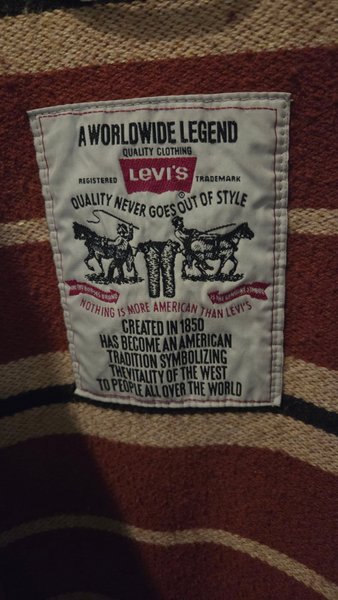 A WORLDWIDE LEGEND
QUALITY CLOTHING
REGISTERED LEVI'S TRADEMARK
QUALITY NEVER GOES OUT OF STYLE
NOTHING IS MORE AMERICAN THAN LEVI'S
CREATED IN 1850
HAS BECOME AN AMERICAN
TRADITION SYMBOLIZING
THEVITALITY OF THE WEST
TO PEOPLE ALL OVER THE WORLD